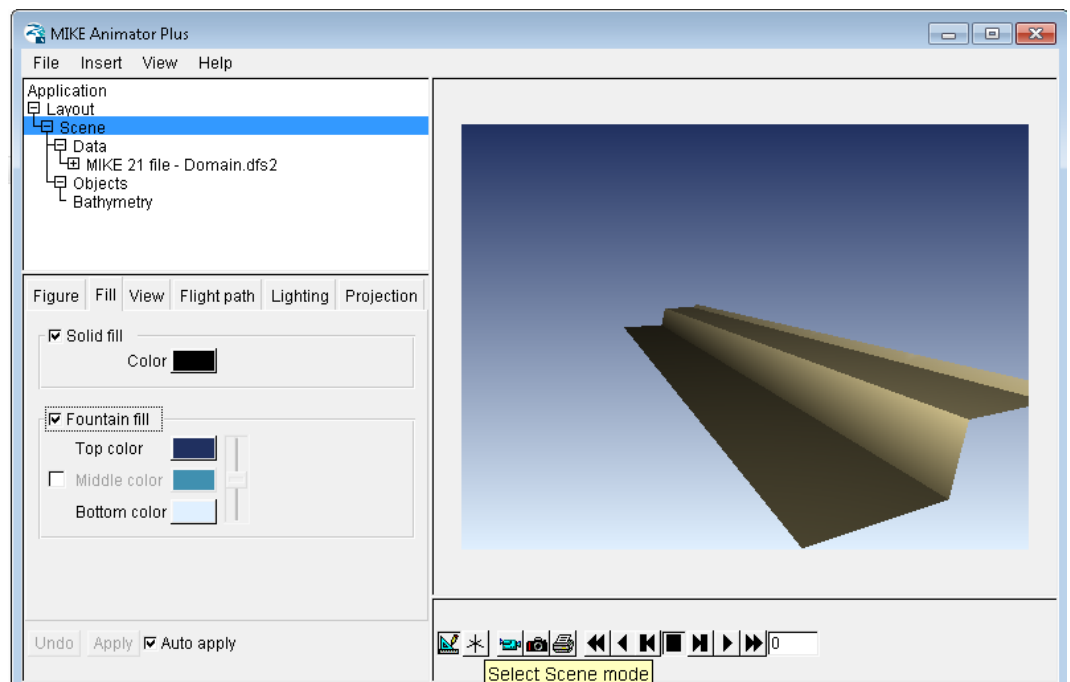 MIKE Animator Plus
File Insert View Help
Application
Layout
Scene
Data
MIKE 21 file - Domain.dfs2
Objects
Bathymetry
Figure Fill View Flight path Lighting Projection
Solid fill
Color
Fountain fill
Top color
Middle color
Bottom color
Undo Apply Auto apply
0
Select Scene mode